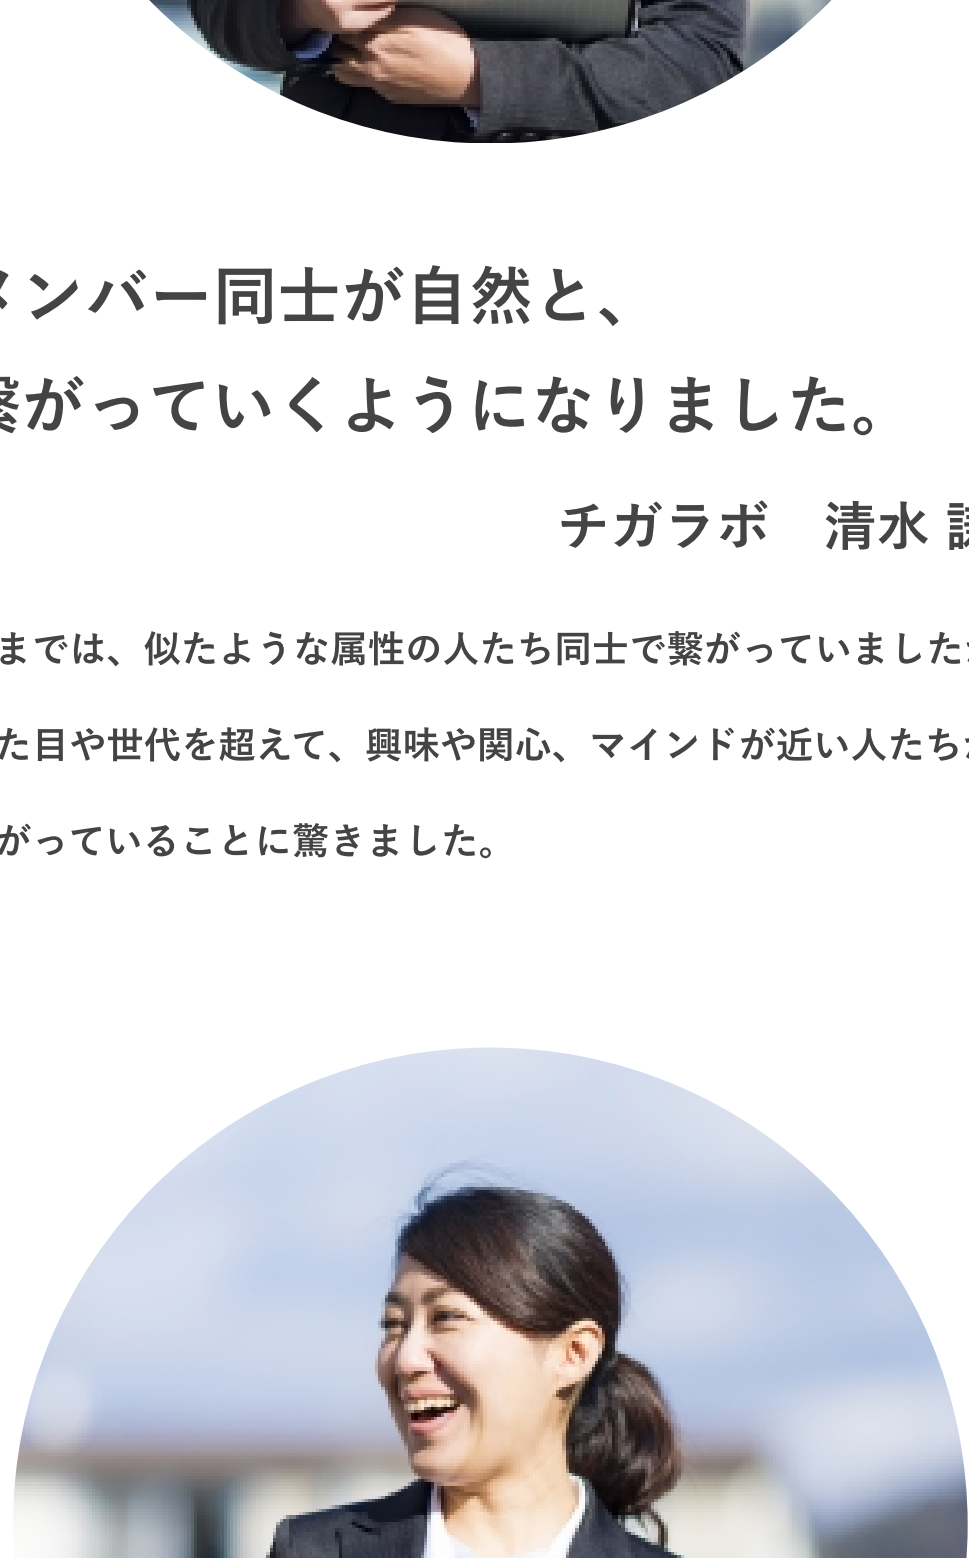 メンバー同士が自然と、
繋がっていくようになりました。
チガラボ　清水
までは、似たような属性の人たち同士で繋がっていました
た目や世代を超えて、興味や関心、マインドが近い人たち
がっていることに驚きました。